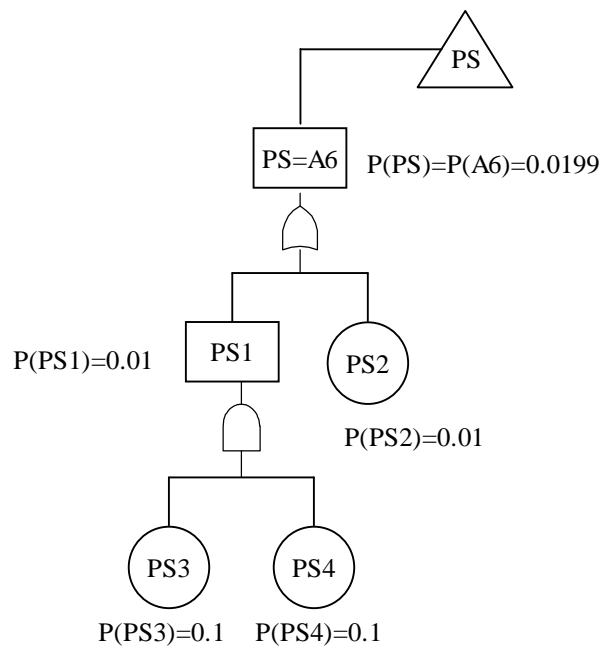 PS
PS=A6 P(PS)=P(A6)=0.0199
P(PS1)=0.01 PS1 PS2
P(PS2)=0.01
PS3 PS4
P(PS3)=0.1 P(PS4)=0.1